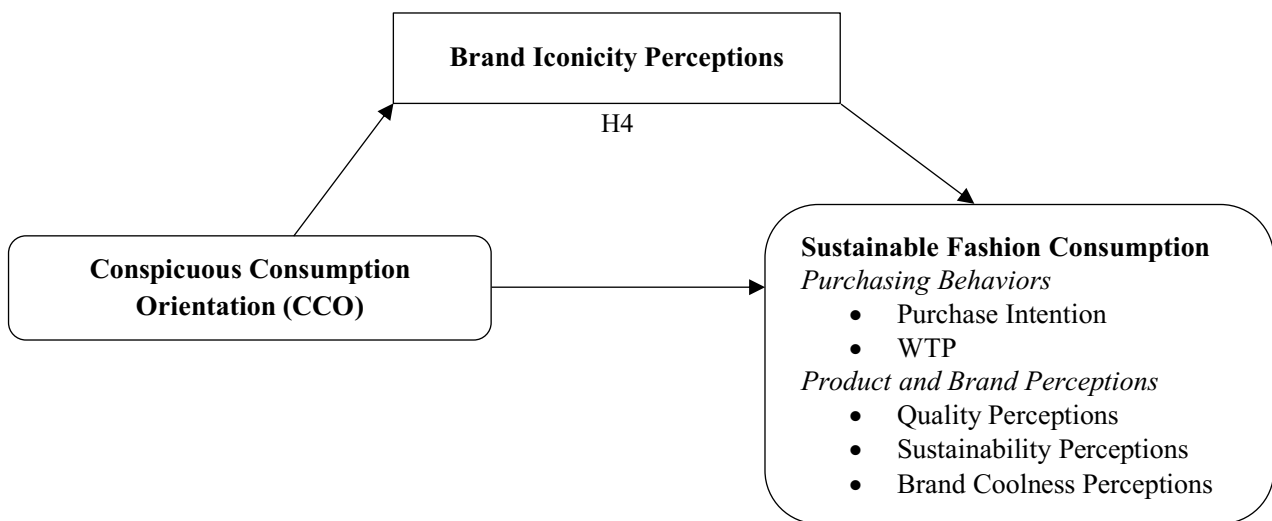 Brand Iconicity Perceptions
H4
Conspicuous Consumption
Orientation (CCO)
Sustainable Fashion Consumption
Purchasing Behaviors
• Purchase Intention
• WTP
Product and Brand Perceptions
• Quality Perceptions
• Sustainability Perceptions
• Brand Coolness Perceptions